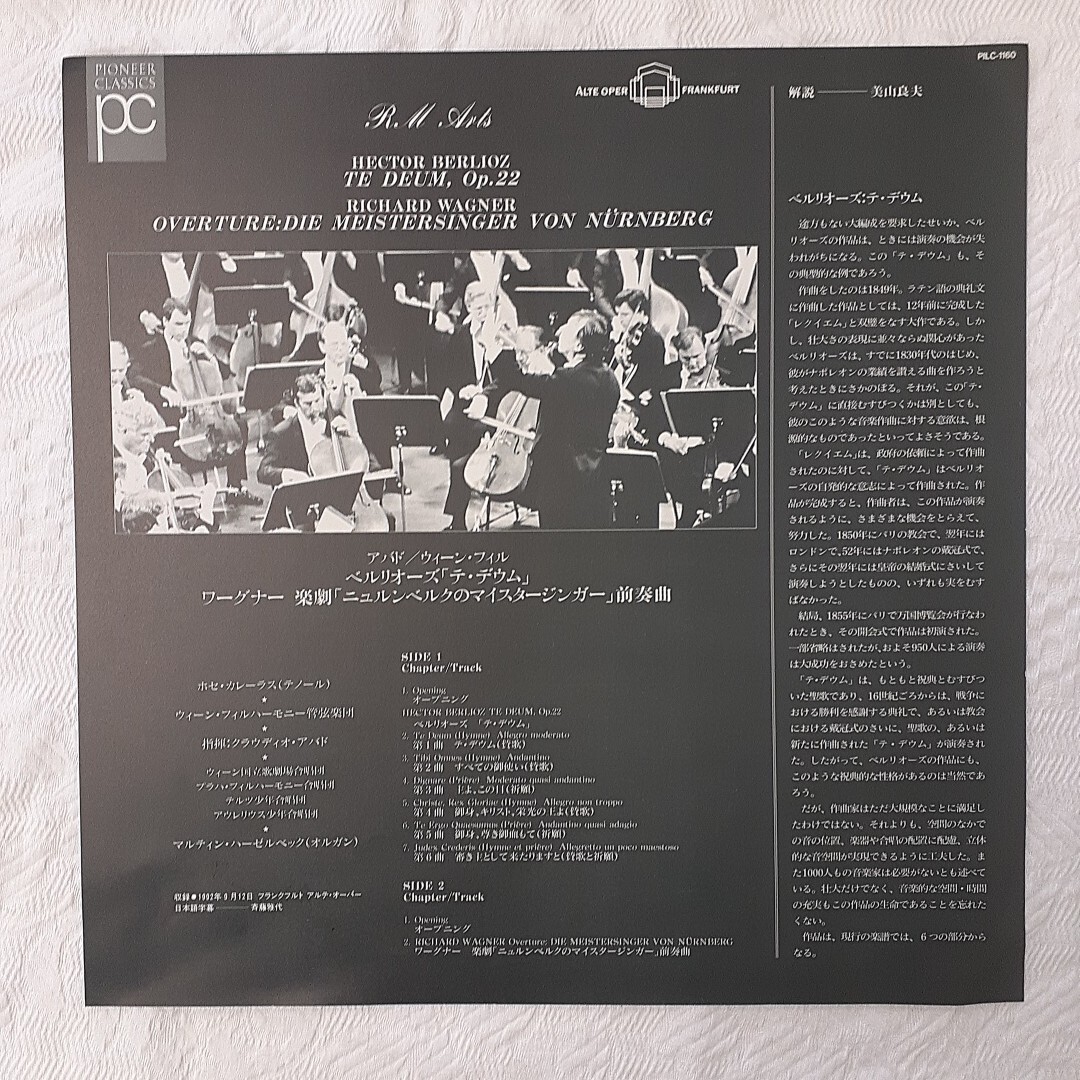 PIONEER
CLASSICS
pc
PILC-1160
ALTE OPER FRANKFURT
R.M Arts
HECTOR BERLIOZ
TE DEUM, Op.22
RICHARD WAGNER
OVERTURE:DIE MEISTERSINGER VON NÜRNBERG
アバド／ウィーン・フィル
ベルリオーズ「テ・デウム」
ワーグナー 楽劇「ニュルンベルクのマイスタージンガー」前奏曲
ホセ・カレーラス(テノール)
★
ウィーン・フィルハーモニー管弦楽団
★
指揮:クラウディオ・アバド
★
ウィーン国立歌劇場合唱団
プラハ・フィルハーモニー合唱団
テルツ少年合唱団
アウレリウス少年合唱団
★
マルティン・ハーゼルベック(オルガン)
収録●1992年6月12日 フランクフルト アルテ・オーパー
日本語字幕――斉藤雅代
SIDE 1
Chapter/Track
1. Opening
オープニング
HECTOR BERLIOZ TE DEUM, Op.22
ベルリオーズ 「テ・デウム」
2. Te Deum (Hymne) Allegro moderato
第1曲 テ・デウム(賛歌)
3. Tibi Omnes (Hymne) Andantino
第2曲 すべての御使い(賛歌)
4. Dignare (Prière) Moderato quasi andantino
第3曲 主よ、この日(祈願)
5. Christe, Rex Gloriae (Hymne) Allegro non troppo
第4曲 御身、キリスト、栄光の王よ(賛歌)
6. Te Ergo Quaesumus (Prière) Andantino quasi adagio
第5曲 御身、尊き御血もて(祈願)
7. Judex Crederis (Hymne et prière) Allegretto un poco maestoso
第6曲 審き主として来たりますと(賛歌と祈願)
SIDE 2
Chapter/Track
1. Opening
オープニング
2. RICHARD WAGNER Overture: DIE MEISTERSINGER VON NÜRNBERG
ワーグナー 楽劇「ニュルンベルクのマイスタージンガー」前奏曲
解説――美山良夫
ベルリオーズ:テ・デウム
途方もない大編成を要求したせいか、ベル
リオーズの作品は、ときには演奏の機会が失
われがちになる。この「テ・デウム」も、そ
の典型的な例であろう。
作曲をしたのは1849年。ラテン語の典礼文
に作曲した作品としては、12年前に完成した
「レクイエム」と双璧をなす大作である。しか
し、壮大さの表現に並々ならぬ関心があった
ベルリオーズは、すでに1830年代のはじめ、
彼がナポレオンの業績を讃える曲を作ろうと
考えたときにさかのぼる。それが、この「テ・
デウム」に直接むすびつくかは別としても、
彼のこのような音楽作曲に対する意欲は、根
源的なものであったといってよさそうである。
「レクイエム」は、政府の依頼によって作曲
されたのに対して、「テ・デウム」はベルリオ
ーズの自発的な意志によって作曲された。作
品が完成すると、作曲者は、この作品が演奏
されるように、さまざまな機会をとらえて、
努力した。1850年にパリの教会で、翌年には
ロンドンで、52年にはナポレオンの戴冠式で、
さらにその翌年には皇帝の結婚式にさいして
演奏しようとしたものの、いずれも実をむす
ばなかった。
結局、1855年にパリで万国博覧会が行なわ
れたとき、その開会式で作品は初演された。
一部省略はされたが、およそ950人による演奏
は大成功をおさめたという。
「テ・デウム」は、もともと祝典とむすびつ
いた聖歌であり、16世紀ごろからは、戦争に
おける勝利を感謝する典礼で、あるいは教会
における戴冠式のさいに、聖歌の、あるいは
新たに作曲された「テ・デウム」が演奏され
た。したがって、ベルリオーズの作品にも、
このような祝典的な性格があるのは当然であ
ろう。
だが、作曲家はただ大規模なことに満足し
たわけではない。それよりも、空間のなかで
の音の位置、楽器や合唱の配置に配慮、立体
的な音空間が実現できるように工夫した。ま
た1000人もの音楽家は必要がないとも述べて
いる。壮大だけでなく、音楽的な空間・時間
の充実もこの作品の生命であることを忘れた
くない。
作品は、現行の楽譜では、6つの部分から
なる。